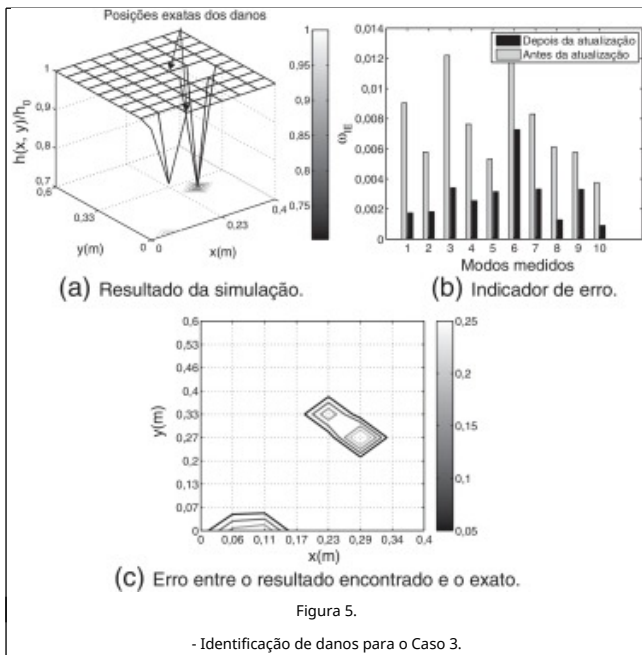 Posições exatas dos danos
h(x, y)/h0
1
0,9
0,8
0,7
0,6
0,33
0
y(m)
0
0,23
0,4
x(m)
1
0,95
0,9
0,85
0,8
0,75
(a) Resultado da simulação.
0,014
0,012
0,01
0,008
0,006
0,004
0,002
0
ωIE
Depois da atualização
Antes da atualização
1 2 3 4 5 6 7 8 9 10
Modos medidos
(b) Indicador de erro.
0,6
0,53
0,46
0,4
0,33
0,27
0,2
0,13
0,07
0
y(m)
0 0,06 0,11 0,17 0,23 0,29 0,34 0,4
x(m)
0,25
0,2
0,15
0,1
0,05
(c) Erro entre o resultado encontrado e o exato.
Figura 5.
- Identificação de danos para o Caso 3.